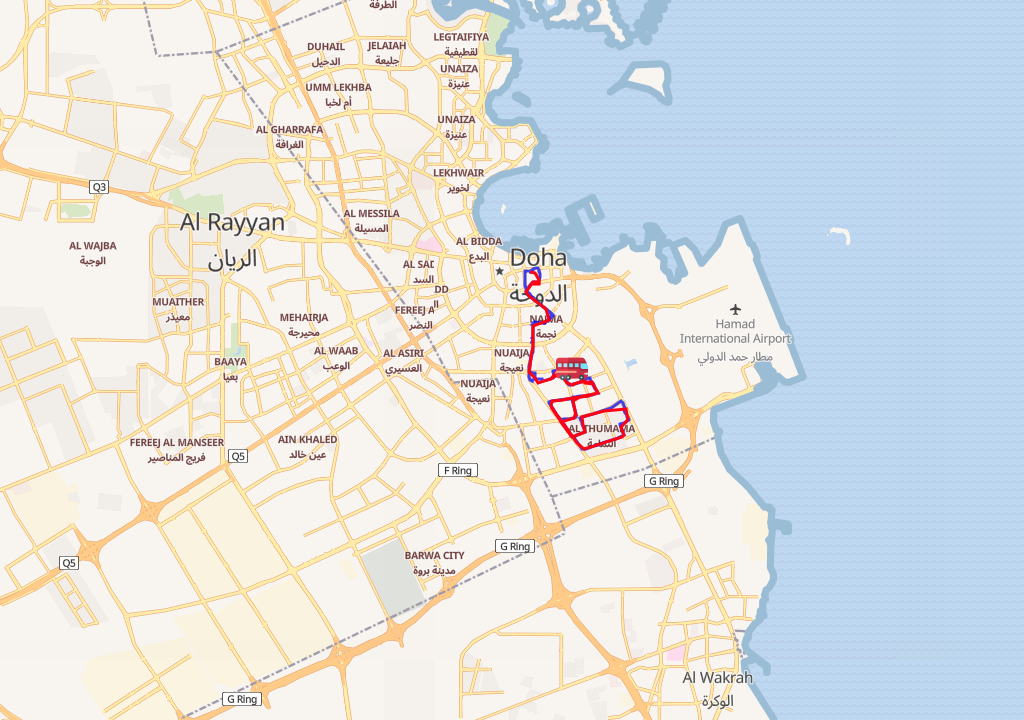 الطرفة
LEGTAIFIYA
لقطيفية
DUHAIL
الدحيل
JELAIAH
جليعة
UNAIZA
عنيزة
UMM LEKHBA
أم لخبا
AL GHARRAFA
الغرافة
UNAIZA
عنيزة
LEKHWAIR
لخوير
Q3
Al Rayyan
الريان
AL MESSILA
المسيلة
AL WAJBA
الوجبة
AL BIDDA
البدع
Doha
الدوحة
AL SAD
السد
DD
ال
MUAITHER
معيذر
MEHAIRJA
محيرجة
FEREEJ A
النصر
NAJMA
نجمة
Hamad
International Airport
مطار حمد الدولي
BAAYA
بعيا
AL WAAB
الوعب
AL ASIRI
العسيري
NUAIJA
نعيجة
NUAIJA
نعيجة
AL THUMAMA
الثمامة
FEREEJ AL MANSEER
فريج المناصير
AIN KHALED
عين خالد
Q5
F Ring
G Ring
G Ring
BARWA CITY
مدينة بروة
Q5
G Ring
Al Wakrah
الوكرة